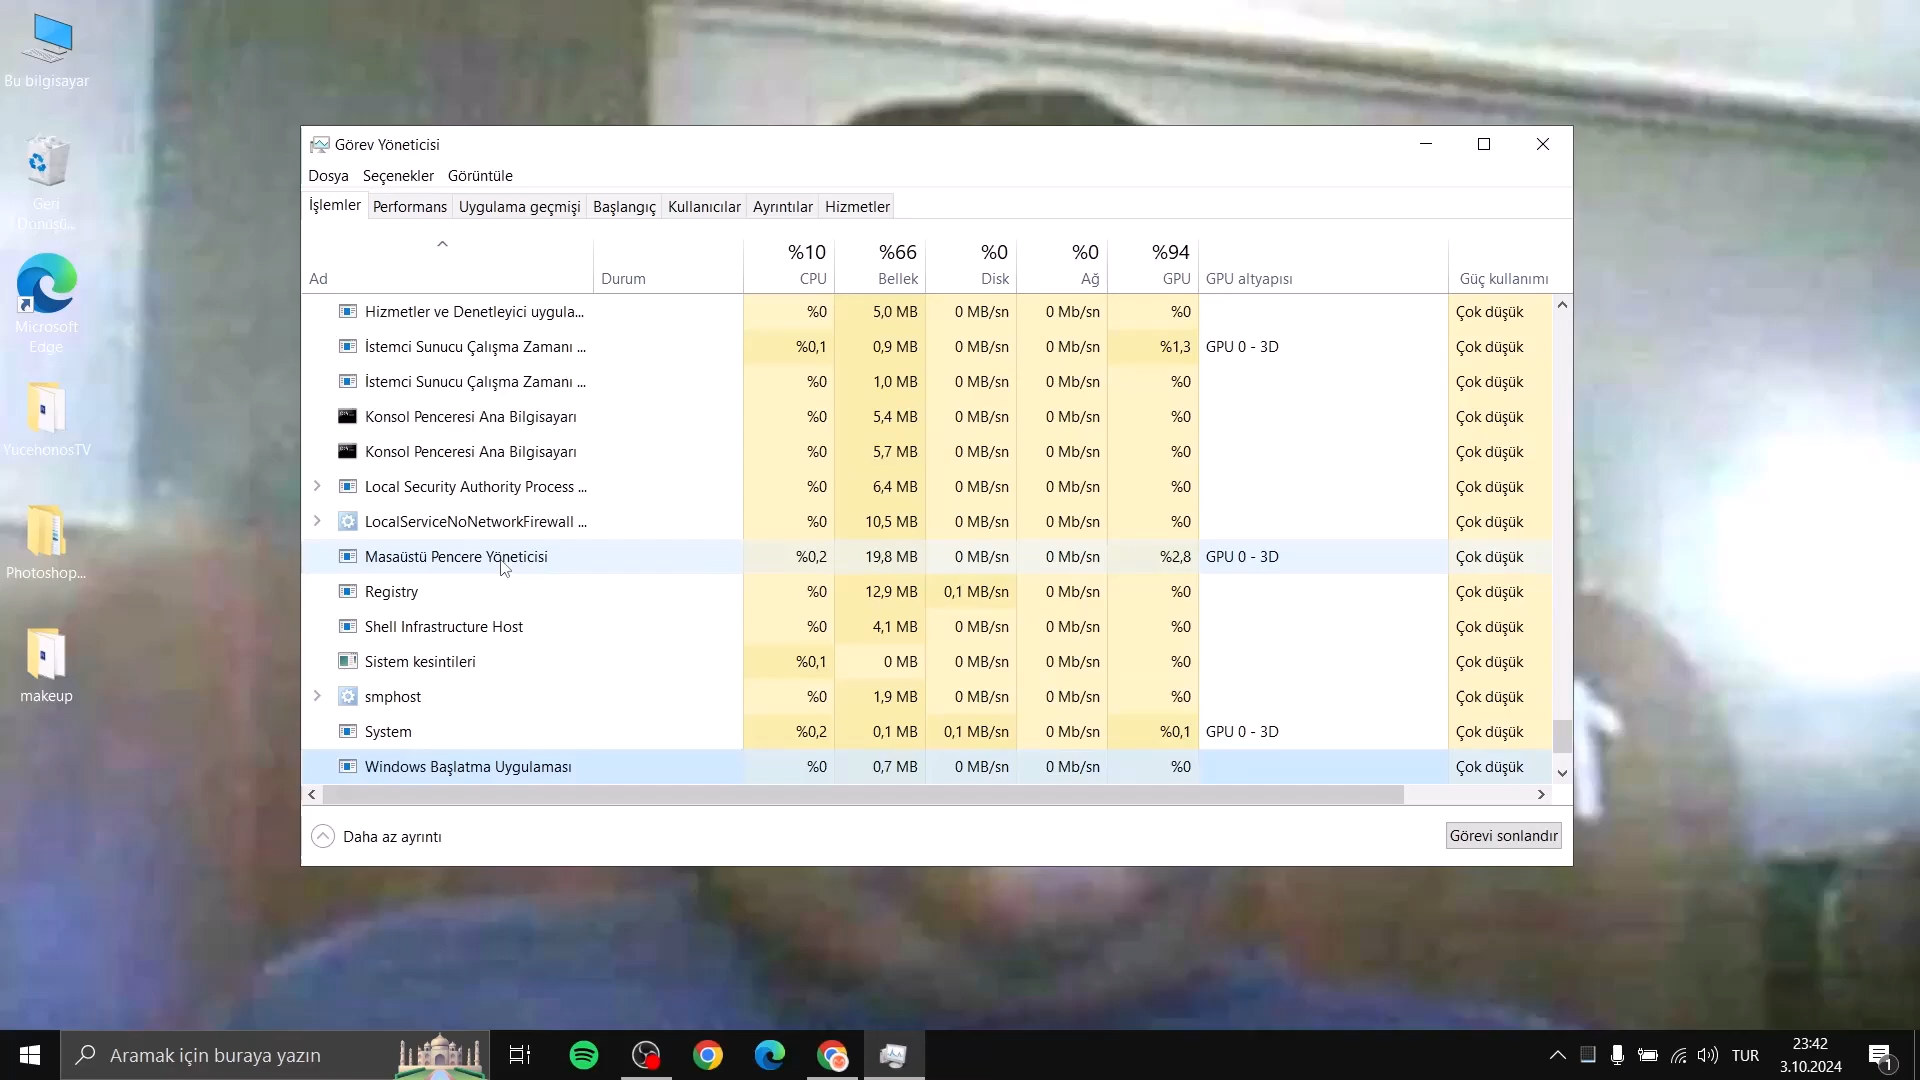 Bu bilgisayar
Geri
Dönüşü...
Microsoft
Edge
YucehonosTV
Photoshop...
makeup
Görev Yöneticisi
Dosya Seçenekler Görüntüle
İşlemler Performans Uygulama geçmişi Başlangıç Kullanıcılar Ayrıntılar Hizmetler
%10 %66 %0 %0 %94
Ad Durum CPU Bellek Disk Ağ GPU GPU altyapısı Güç kullanımı
Hizmetler ve Denetleyici uygula... %0 5,0 MB 0 MB/sn 0 Mb/sn %0 Çok düşük
İstemci Sunucu Çalışma Zamanı ... %0,1 0,9 MB 0 MB/sn 0 Mb/sn %1,3 GPU 0 - 3D Çok düşük
İstemci Sunucu Çalışma Zamanı ... %0 1,0 MB 0 MB/sn 0 Mb/sn %0 Çok düşük
Konsol Penceresi Ana Bilgisayarı %0 5,4 MB 0 MB/sn 0 Mb/sn %0 Çok düşük
Konsol Penceresi Ana Bilgisayarı %0 5,7 MB 0 MB/sn 0 Mb/sn %0 Çok düşük
Local Security Authority Process ... %0 6,4 MB 0 MB/sn 0 Mb/sn %0 Çok düşük
LocalServiceNoNetworkFirewall ... %0 10,5 MB 0 MB/sn 0 Mb/sn %0 Çok düşük
Masaüstü Pencere Yöneticisi %0,2 19,8 MB 0 MB/sn 0 Mb/sn %2,8 GPU 0 - 3D Çok düşük
Registry %0 12,9 MB 0,1 MB/sn 0 Mb/sn %0 Çok düşük
Shell Infrastructure Host %0 4,1 MB 0 MB/sn 0 Mb/sn %0 Çok düşük
Sistem kesintileri %0,1 0 MB 0 MB/sn 0 Mb/sn %0 Çok düşük
smphost %0 1,9 MB 0 MB/sn 0 Mb/sn %0 Çok düşük
System %0,2 0,1 MB 0,1 MB/sn 0 Mb/sn %0,1 GPU 0 - 3D Çok düşük
Windows Başlatma Uygulaması %0 0,7 MB 0 MB/sn 0 Mb/sn %0 Çok düşük
Daha az ayrıntı Görevi sonlandır
Aramak için buraya yazın
TUR
23:42
3.10.2024
1